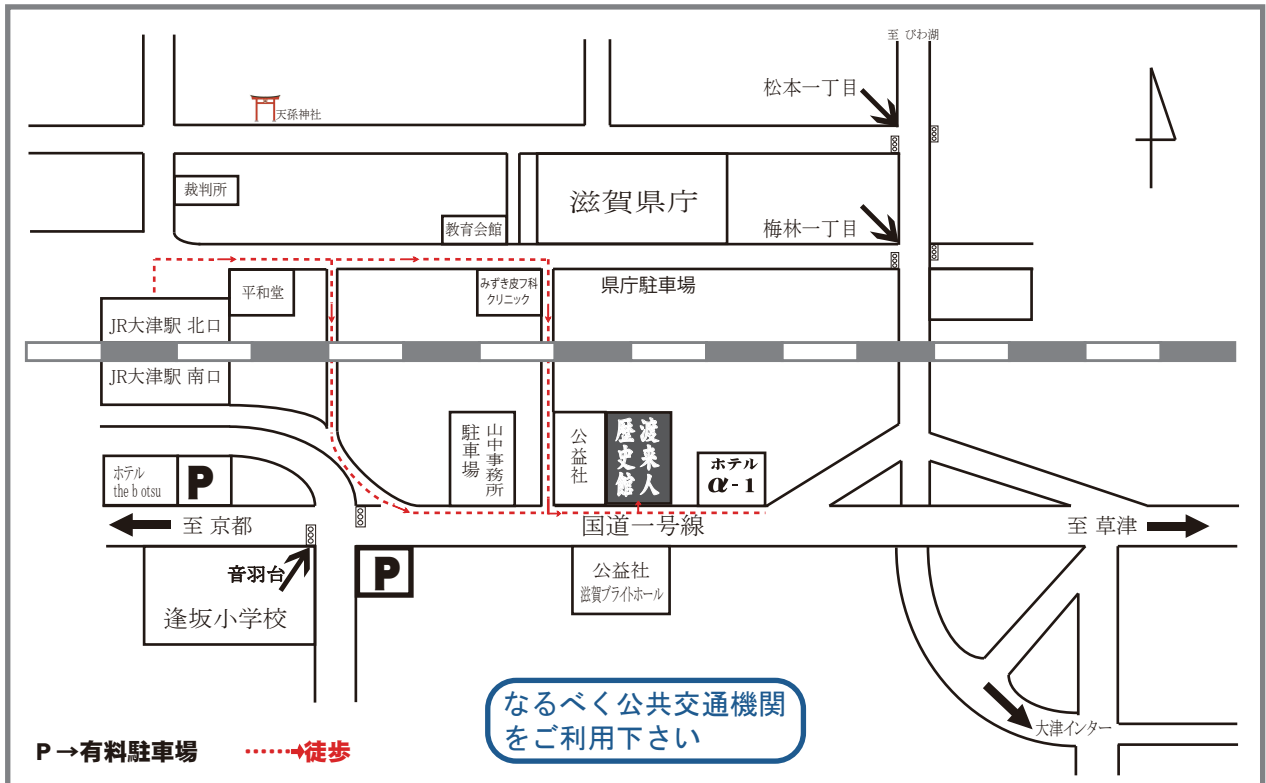 至 びわ湖
松本一丁目
天孫神社
裁判所
滋賀県庁
教育会館
梅林一丁目
平和堂
みずき皮フ科
クリニック
県庁駐車場
JR大津駅 北口
JR大津駅 南口
ホテル
the b otsu
P
山中事務所
駐車場
公益社
渡来人
歴史館
ホテル
α-1
至 京都
国道一号線
至 草津
音羽台
逢坂小学校
P
公益社
滋賀ブライトホール
大津インター
なるべく公共交通機関
をご利用下さい
P→有料駐車場
徒歩